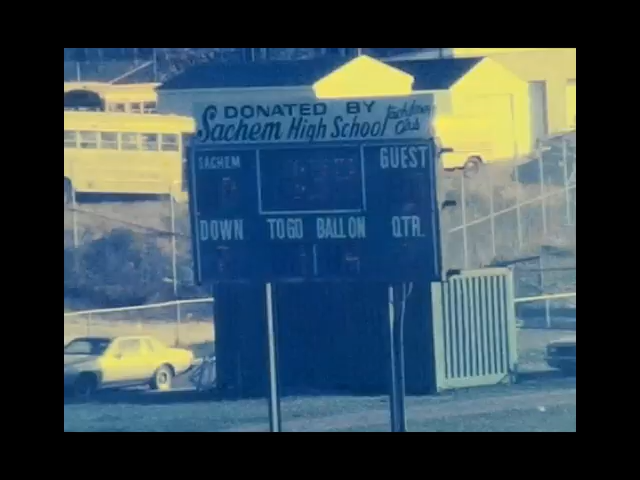 DONATED BY
Sachem High School
SACHEM GUEST
DOWN TO GO BALL ON QTR.